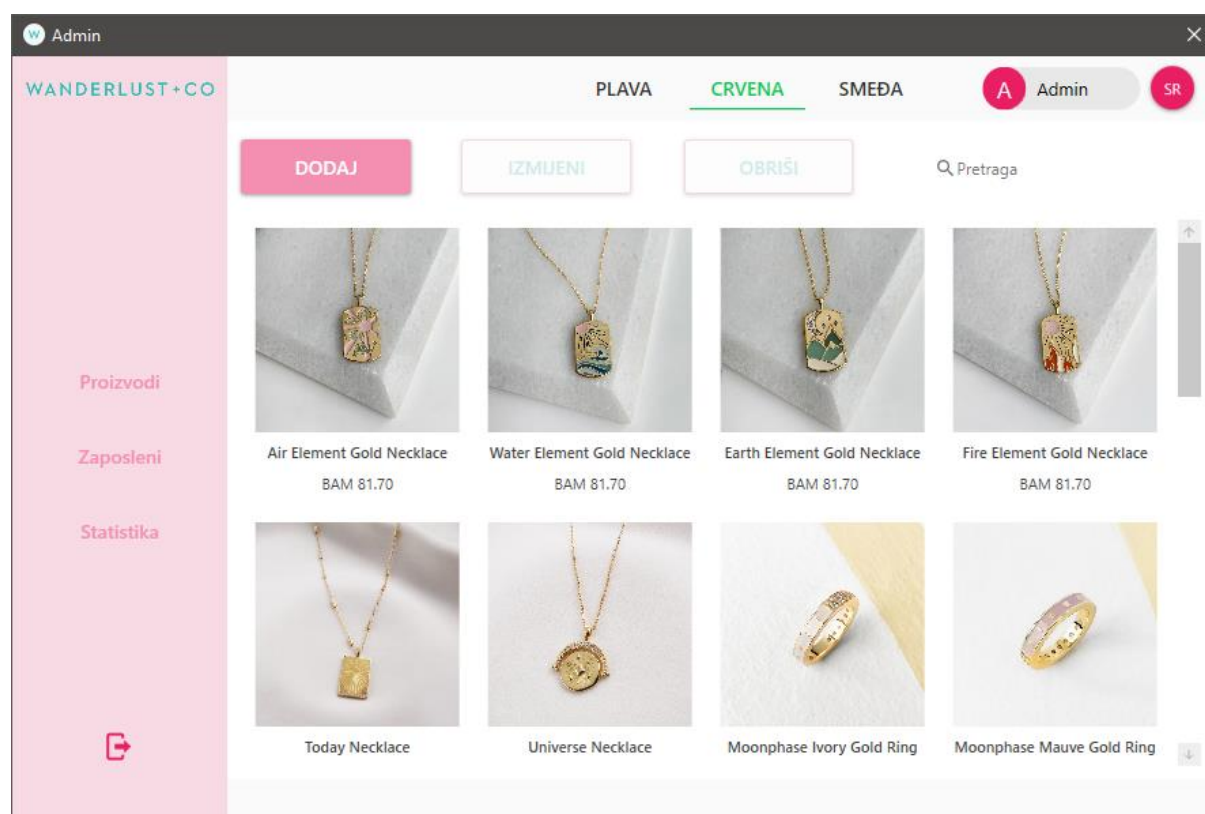 W Admin
WANDERLUST+CO
PLAVA CRVENA SMEĐA A Admin SR
DODAJ IZMIJENI OBRIŠI Pretraga
Proizvodi
Zaposleni
Statistika
Air Element Gold Necklace Water Element Gold Necklace Earth Element Gold Necklace Fire Element Gold Necklace
BAM 81.70 BAM 81.70 BAM 81.70 BAM 81.70
Today Necklace Universe Necklace Moonphase Ivory Gold Ring Moonphase Mauve Gold Ring